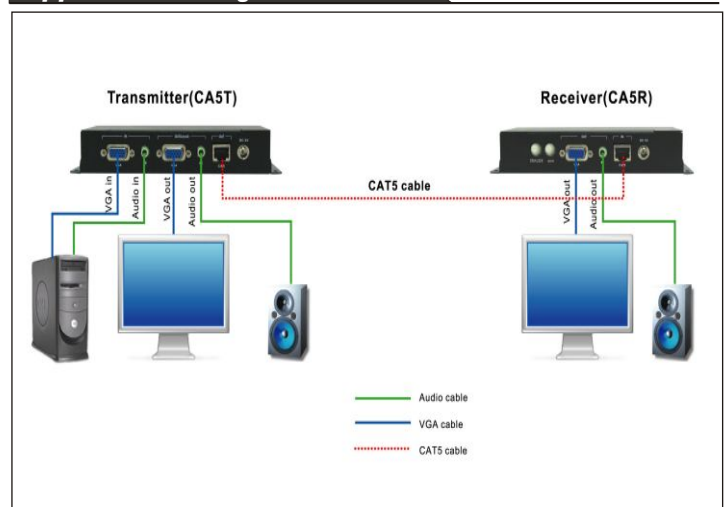 Transmitter(CA5T)
Receiver(CA5R)
VGA in
Audio in
VGA out
Audio out
CAT5 cable
VGA out
Audio out
Audio cable
VGA cable
CAT5 cable